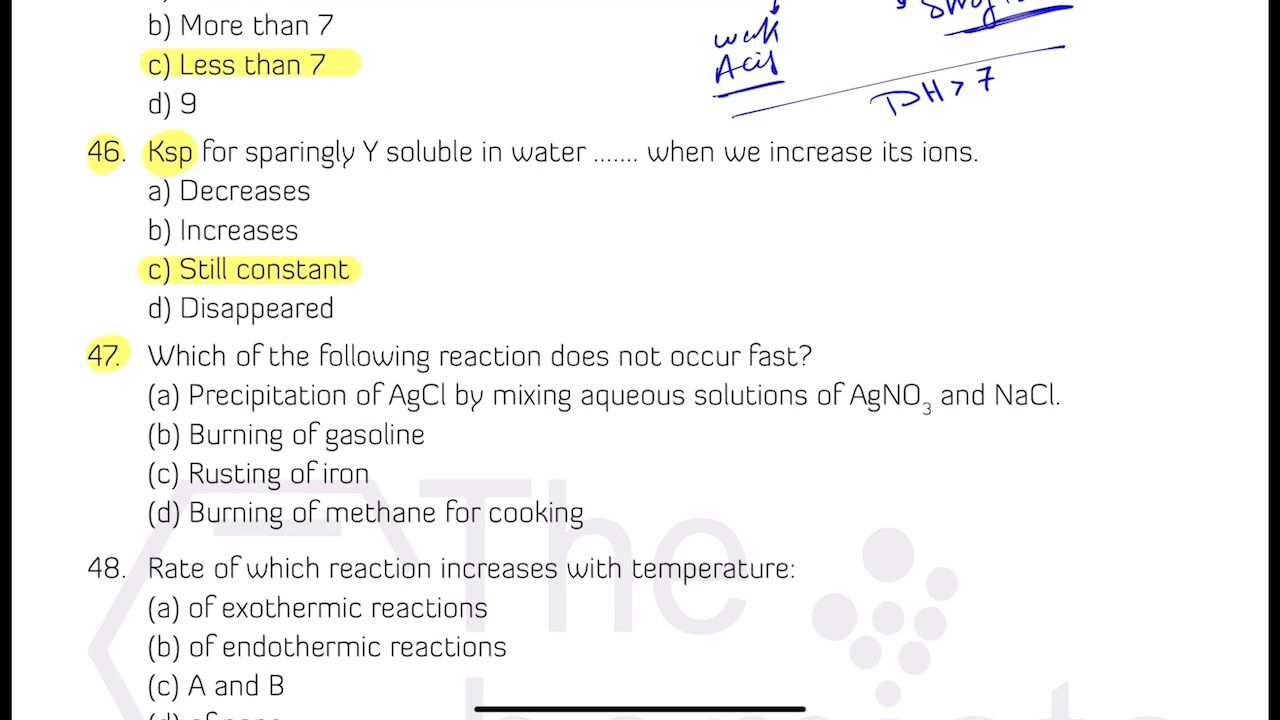 b) More than 7
c) Less than 7
d) 9
weak
Acid
PH > 7
46. Ksp for sparingly Y soluble in water ....... when we increase its ions.
a) Decreases
b) Increases
c) Still constant
d) Disappeared
47. Which of the following reaction does not occur fast?
(a) Precipitation of AgCl by mixing aqueous solutions of AgNO₃ and NaCl.
(b) Burning of gasoline
(c) Rusting of iron
(d) Burning of methane for cooking
48. Rate of which reaction increases with temperature:
(a) of exothermic reactions
(b) of endothermic reactions
(c) A and B
(d) of none
The